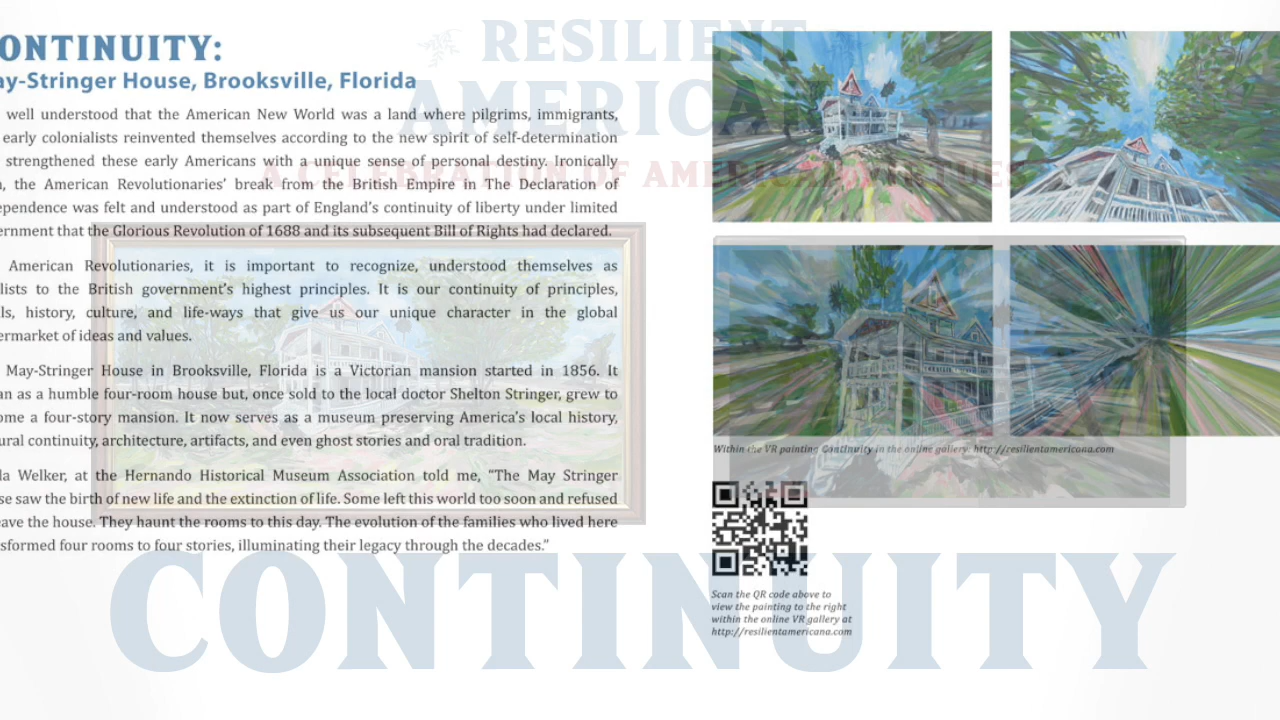 RESILIENT
AMERICANA
A CELEBRATION OF AMERICAN VIRTUES
ONTINUITY:
ay-Stringer House, Brooksville, Florida
well understood that the American New World was a land where pilgrims, immigrants,
early colonialists reinvented themselves according to the new spirit of self-determination
strengthened these early Americans with a unique sense of personal destiny. Ironically
, the American Revolutionaries' break from the British Empire in The Declaration of
ependence was felt and understood as part of England's continuity of liberty under limited
ernment that the Glorious Revolution of 1688 and its subsequent Bill of Rights had declared.
American Revolutionaries, it is important to recognize, understood themselves as
lists to the British government's highest principles. It is our continuity of principles,
ls, history, culture, and life-ways that give us our unique character in the global
ermarket of ideas and values.
May-Stringer House in Brooksville, Florida is a Victorian mansion started in 1856. It
an as a humble four-room house but, once sold to the local doctor Shelton Stringer, grew to
ome a four-story mansion. It now serves as a museum preserving America's local history,
ural continuity, architecture, artifacts, and even ghost stories and oral tradition.
la Welker, at the Hernando Historical Museum Association told me, "The May Stringer
se saw the birth of new life and the extinction of life. Some left this world too soon and refused
eave the house. They haunt the rooms to this day. The evolution of the families who lived here
sformed four rooms to four stories, illuminating their legacy through the decades."
Within the VR painting Continuity in the online gallery. http://resilientamericana.com
Scan the QR code above to
view the painting to the right
within the online VR gallery at
http://resilientamericana.com
CONTINUITY